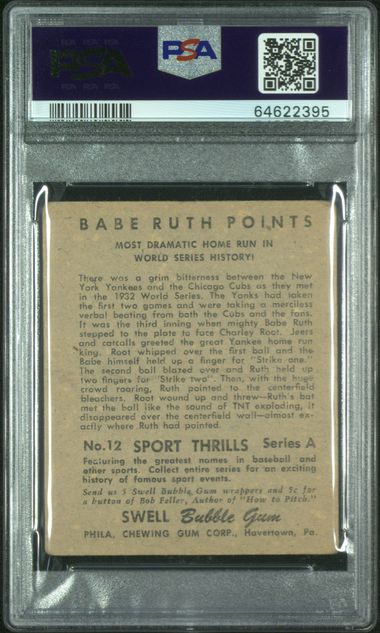 PSA
PSA
64622395
BABE RUTH POINTS
MOST DRAMATIC HOME RUN IN
WORLD SERIES HISTORY!
There was a grim bitterness between the New
York Yankees and the Chicago Cubs as they met
in the 1932 World Series. The Yanks had taken
the first two games and were taking a merciless
verbal beating from both the Cubs and the fans.
It was the third inning when mighty Babe Ruth
stepped to the plate to face Charley Root. Jeers
and catcalls greeted the great Yankee home run
king. Root whipped over the first ball and the
Babe himself held up a finger for "Strike one."
The second ball blazed over and Ruth held up
two fingers for "Strike two". Then, with the huge
crowd roaring, Ruth pointed to the centerfield
bleachers. Root wound up and threw—Ruth's bat
met the ball like the sound of TNT exploding, it
disappeared over the centerfield wall—almost ex-
actly where Ruth had pointed.
No.12 SPORT THRILLS Series A
Featuring the greatest names in baseball and
other sports. Collect entire series for an exciting
history of famous sport events.
Send us 5 Swell Bubble Gum wrappers and 5c for
a button of Bob Feller, Author of "How to Pitch."
SWELL Bubble Gum
PHILA. CHEWING GUM CORP., Havertown, Pa.